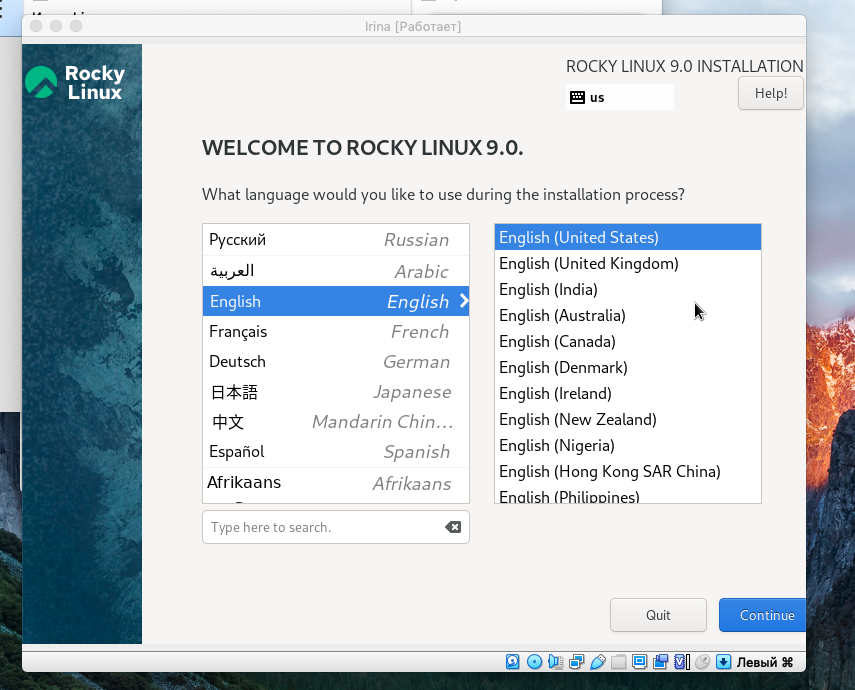 Irina [Работает]
Rocky
Linux
ROCKY LINUX 9.0 INSTALLATION
us
Help!
WELCOME TO ROCKY LINUX 9.0.
What language would you like to use during the installation process?
Русский Russian
العربية Arabic
English English
Français French
Deutsch German
日本語 Japanese
中文 Mandarin Chin...
Español Spanish
Afrikaans Afrikaans
English (United States)
English (United Kingdom)
English (India)
English (Australia)
English (Canada)
English (Denmark)
English (Ireland)
English (New Zealand)
English (Nigeria)
English (Hong Kong SAR China)
English (Philippines)
Type here to search.
Quit
Continue
Левый ⌘